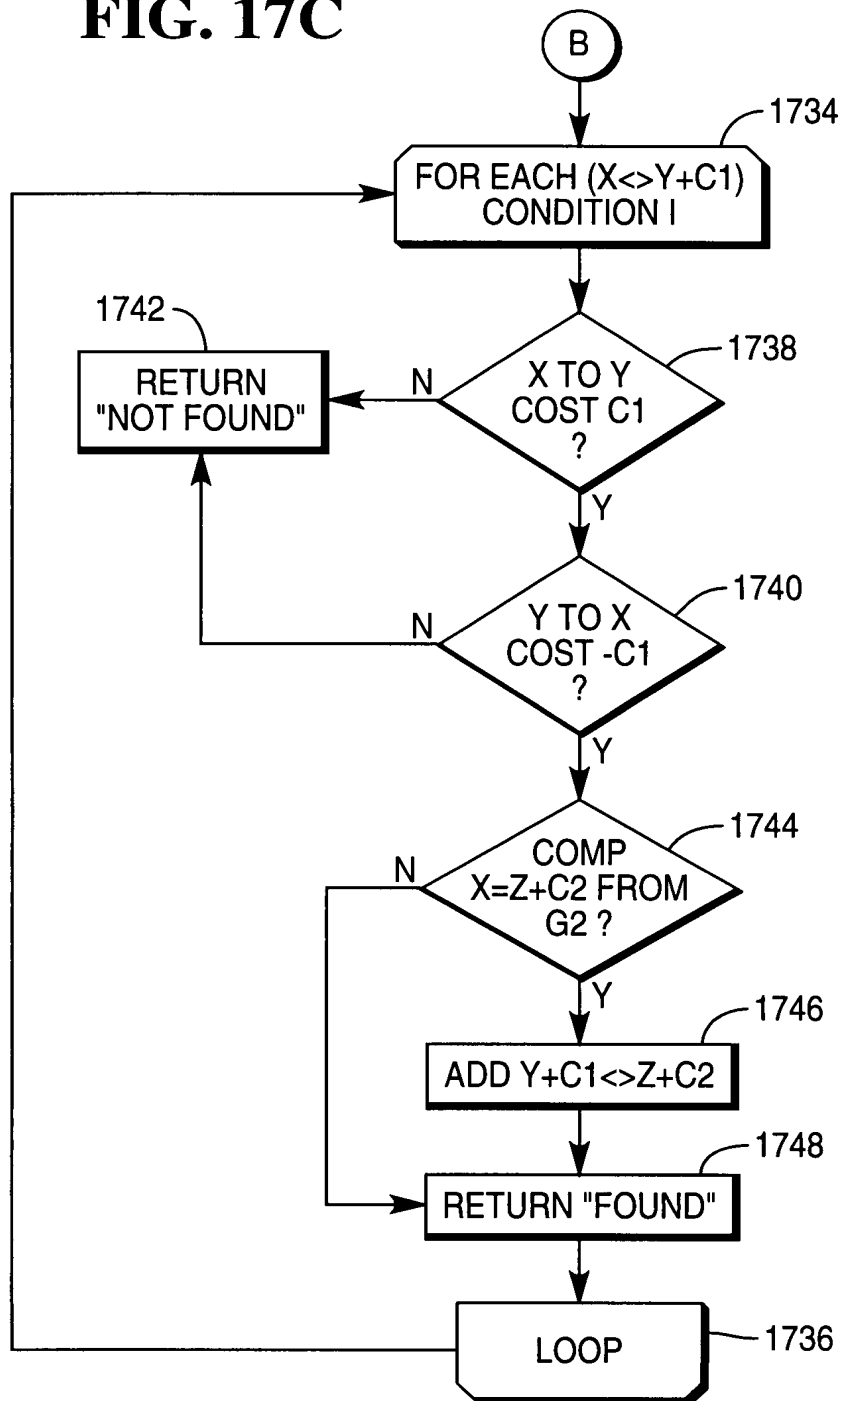 FIG. 17C
B
1734
FOR EACH (X<>Y+C1)
CONDITION I
1742
RETURN
"NOT FOUND"
N
X TO Y
COST C1
?
1738
Y
N
Y TO X
COST -C1
?
1740
Y
N
COMP
X=Z+C2 FROM
G2 ?
1744
Y
1746
ADD Y+C1<>Z+C2
1748
RETURN "FOUND"
LOOP
1736